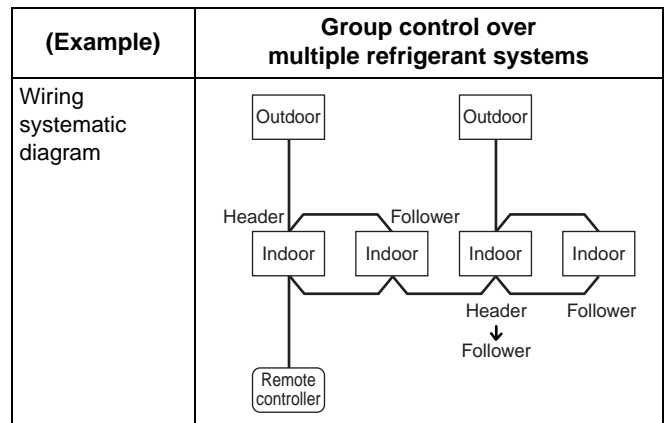 (Example)
Group control over
multiple refrigerant systems
Wiring
systematic
diagram
Outdoor
Outdoor
Header
Follower
Indoor
Indoor
Indoor
Indoor
Header
Follower
Follower
Remote
controller